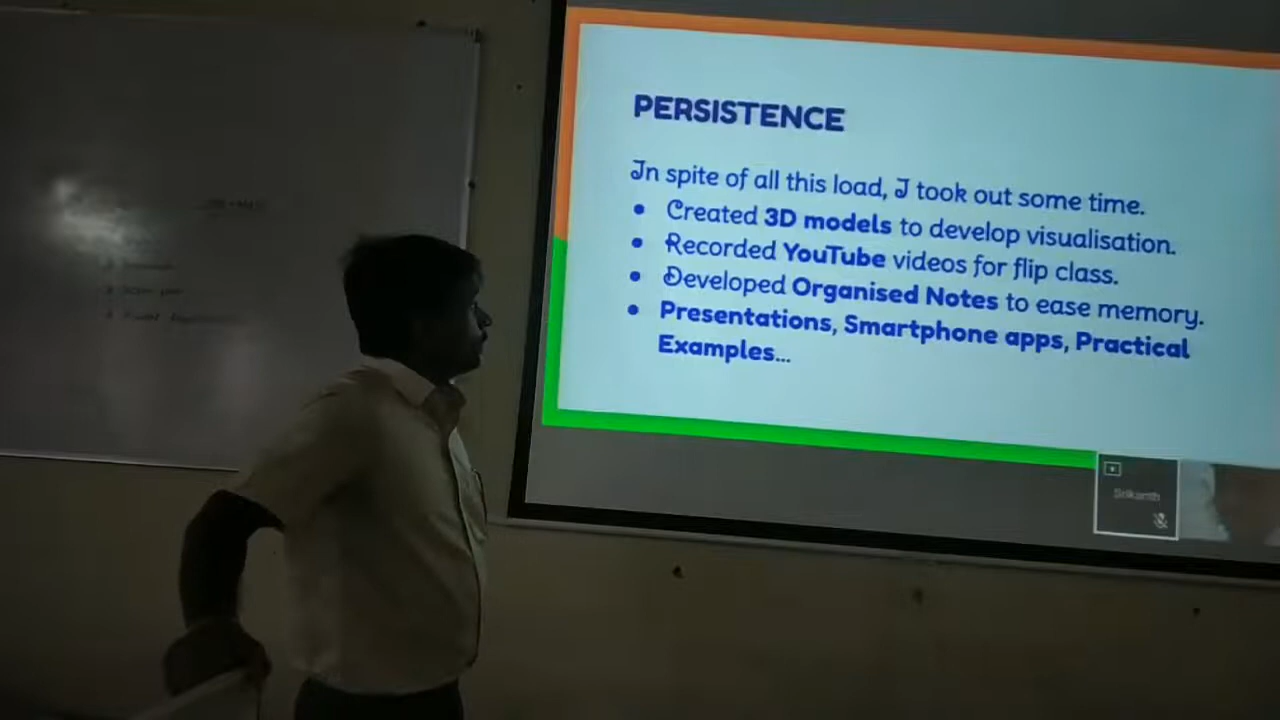 PERSISTENCE
In spite of all this load, I took out some time.
• Created 3D models to develop visualisation.
• Recorded YouTube videos for flip class.
• Developed Organised Notes to ease memory.
• Presentations, Smartphone apps, Practical
Examples...
Srikanth